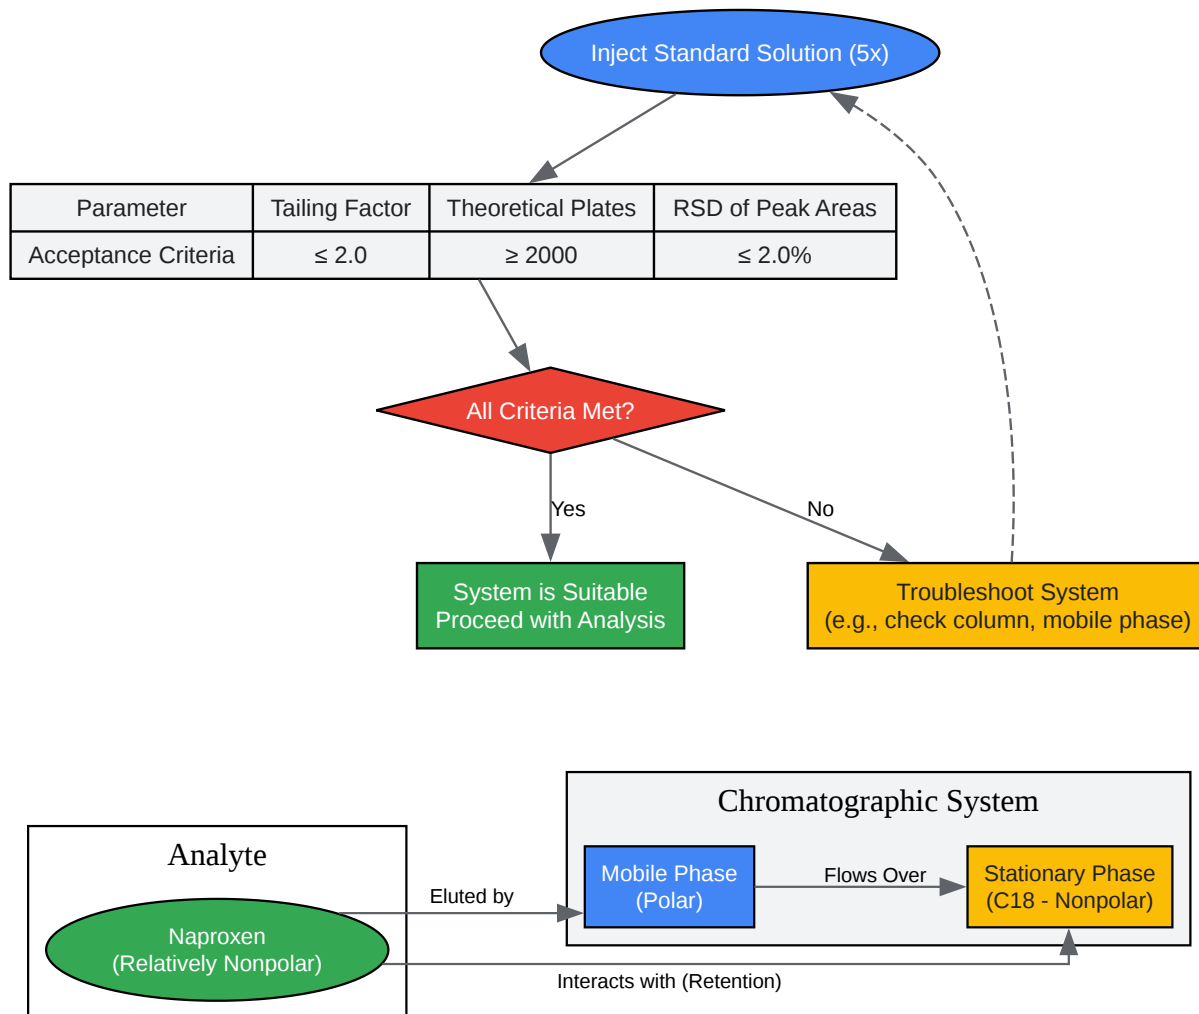 Inject Standard Solution (5x)
Parameter Tailing Factor Theoretical Plates RSD of Peak Areas
Acceptance Criteria ≤ 2.0 ≥ 2000 ≤ 2.0%
All Criteria Met?
Yes
No
System is Suitable
Proceed with Analysis
Troubleshoot System
(e.g., check column, mobile phase)
Chromatographic System
Analyte
Mobile Phase
(Polar)
Flows Over
Stationary Phase
(C18 - Nonpolar)
Eluted by
Naproxen
(Relatively Nonpolar)
Interacts with (Retention)